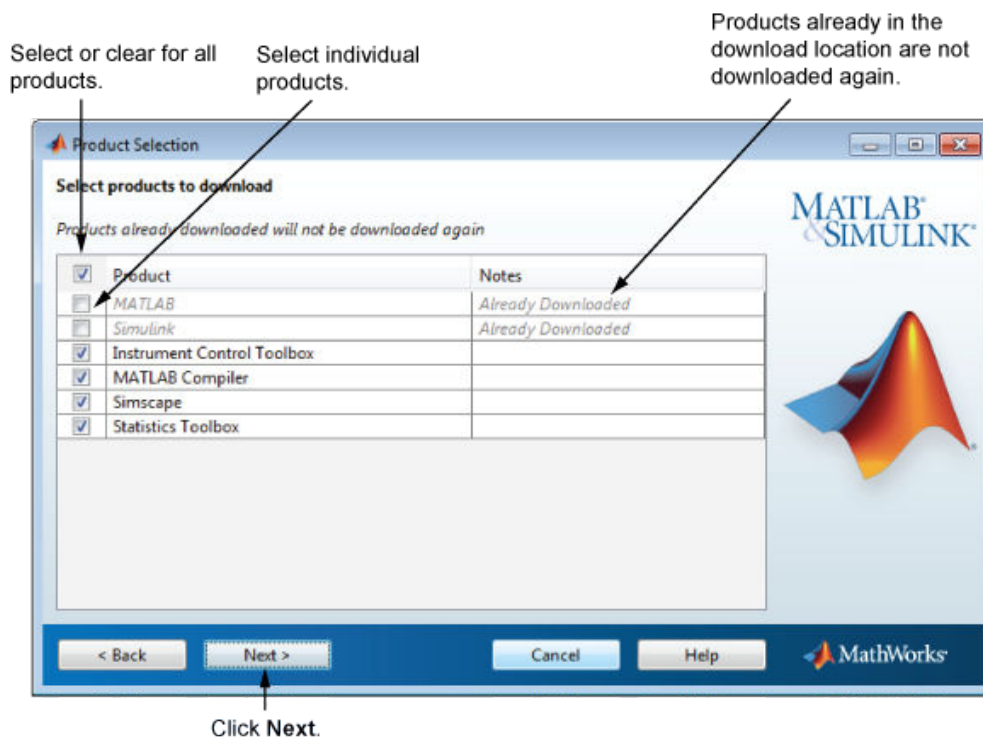 Select or clear for all
products.
Select individual
products.
Products already in the
download location are not
downloaded again.
Product Selection
Select products to download
Products already downloaded will not be downloaded again
MATLAB®
&SIMULINK®
Product
Notes
MATLAB
Already Downloaded
Simulink
Already Downloaded
Instrument Control Toolbox
MATLAB Compiler
Simscape
Statistics Toolbox
< Back
Next >
Cancel
Help
MathWorks®
Click Next.